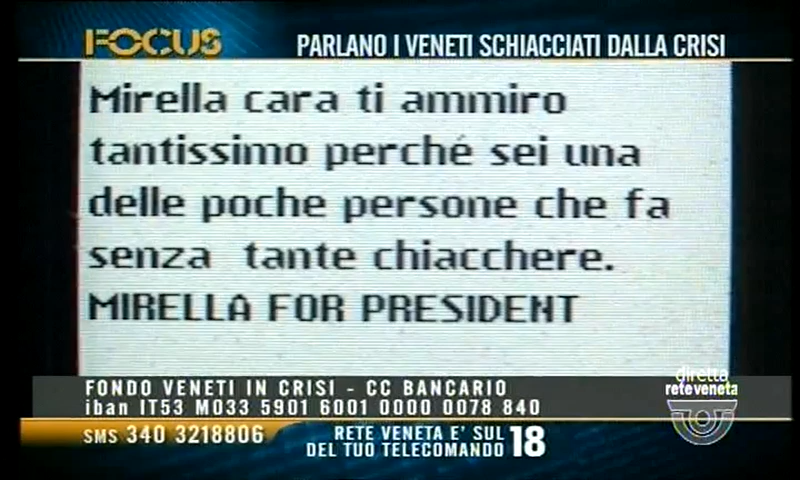 FOCUS
PARLANO I VENETI SCHIACCIATI DALLA CRISI
Mirella cara ti ammiro
tantissimo perché sei una
delle poche persone che fa
senza tante chiacchere.
MIRELLA FOR PRESIDENT
FONDO VENETI IN CRISI - CC BANCARIO
iban IT53 M033 5901 6001 0000 0078 840
diretta
reteveneta
SMS 340 3218806
RETE VENETA E' SUL
DEL TUO TELECOMANDO 18